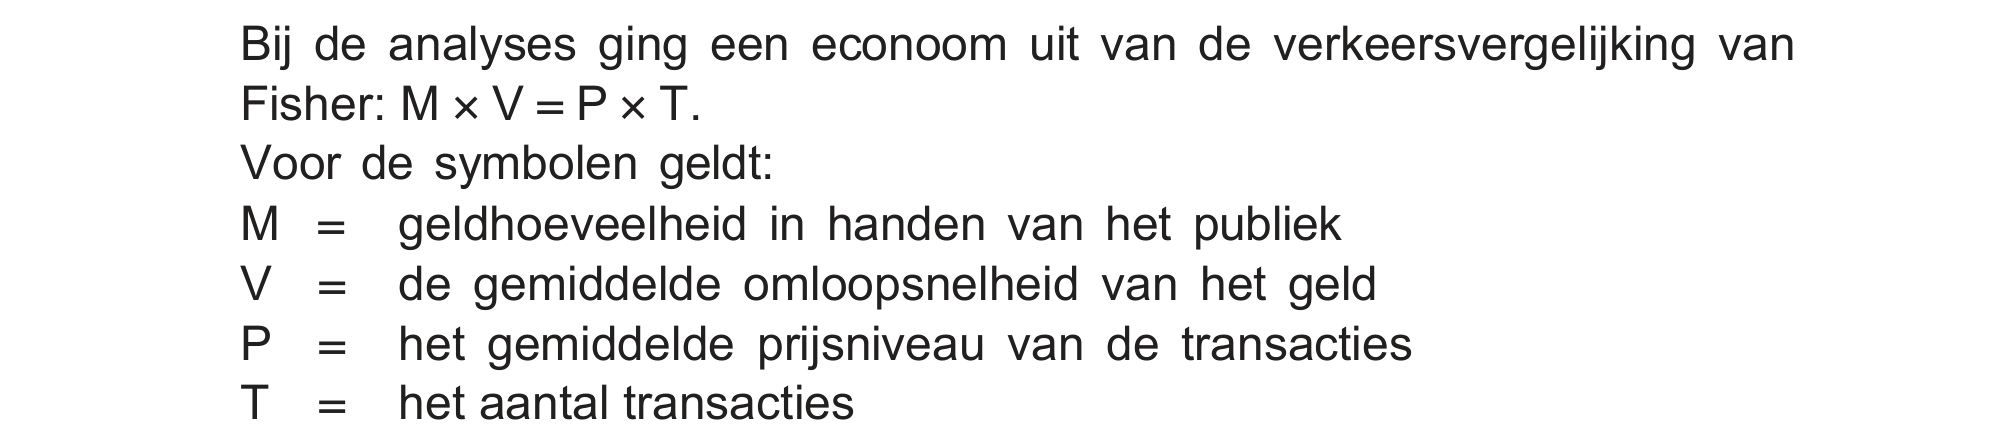 Bij de analyses ging een econoom uit van de verkeersvergelijking van
Fisher: M × V = P × T.
Voor de symbolen geldt:
M = geldhoeveelheid in handen van het publiek
V = de gemiddelde omloopsnelheid van het geld
P = het gemiddelde prijsniveau van de transacties
T = het aantal transacties